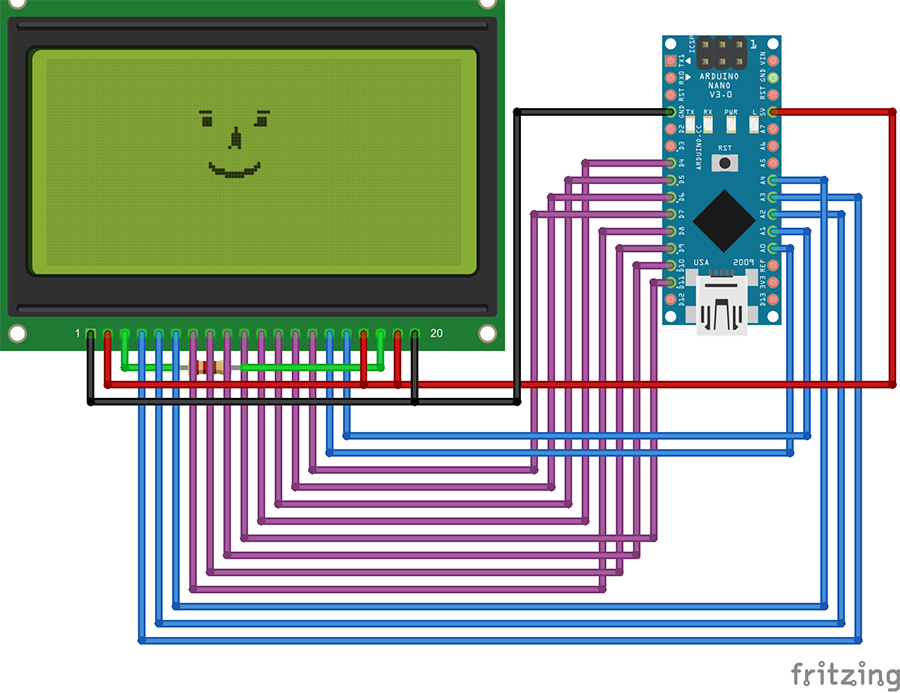 ICSP
1
TX1
RX0
RST
GND
D2
D3
D4
D5
D6
D7
D8
D9
D10
D11
D12
VIN
GND
RST
5V
A7
A6
A5
A4
A3
A2
A1
A0
REF
3V3
D13
ARDUINO
NANO
V3.0
TX RX PWR L
ARDUINO.CC
RST
USA 2009
1 20
fritzing